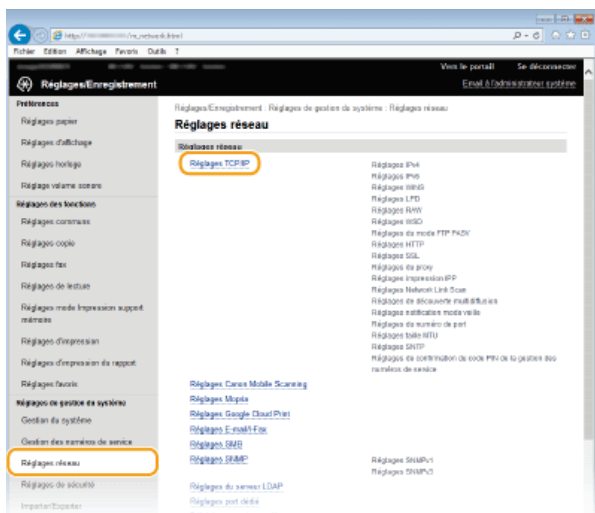 http://
/m_network.html
Fichier Edition Affichage Favoris Outils ?
Vers le portail Se déconnecter
Réglages/Enregistrement
Email à l'administrateur système
Préférences
Réglages papier
Réglages d'affichage
Réglages horloge
Réglage volume sonore
Réglages des fonctions
Réglages communs
Réglages copie
Réglages fax
Réglages de lecture
Réglages mode Impression support
mémoire
Réglages d'impression
Réglages d'impression du rapport
Réglages favoris
Réglages de gestion du système
Gestion du système
Gestion des numéros de service
Réglages réseau
Réglages de sécurité
Importer/Exporter
Réglages/Enregistrement : Réglages de gestion du système : Réglages réseau
Réglages réseau
Réglages réseau
Réglages TCP/IP
Réglages IPv4
Réglages IPv6
Réglages WINS
Réglages LPD
Réglages RAW
Réglages WSD
Réglages du mode FTP PASV
Réglages HTTP
Réglages SSL
Réglages du proxy
Réglages impression IPP
Réglages Network Link Scan
Réglages de découverte multidiffusion
Réglages notification mode veille
Réglages du numéro de port
Réglages taille MTU
Réglages SNTP
Réglages de confirmation du code PIN de la gestion des
numéros de service
Réglages Canon Mobile Scanning
Réglages Mopria
Réglages Google Cloud Print
Réglages E-mail/I-Fax
Réglages SMB
Réglages SNMP
Réglages SNMPv1
Réglages SNMPv3
Réglages du serveur LDAP
Réglages port dédié